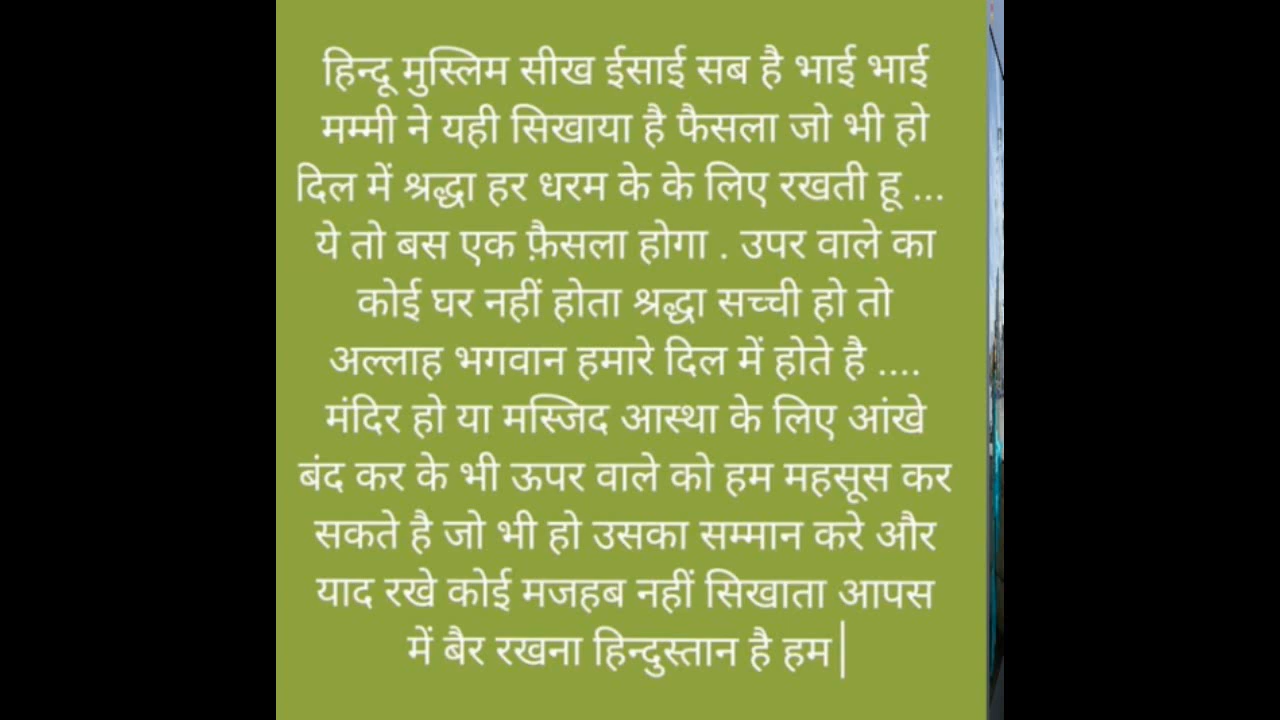 हिन्दू मुस्लिम सीख ईसाई सब है भाई भाई
मम्मी ने यही सिखाया है फैसला जो भी हो
दिल में श्रद्धा हर धरम के के लिए रखती हू ...
ये तो बस एक फ़ैसला होगा . उपर वाले का
कोई घर नहीं होता श्रद्धा सच्ची हो तो
अल्लाह भगवान हमारे दिल में होते है ....
मंदिर हो या मस्जिद आस्था के लिए आंखे
बंद कर के भी ऊपर वाले को हम महसूस कर
सकते है जो भी हो उसका सम्मान करे और
याद रखे कोई मजहब नहीं सिखाता आपस
में बैर रखना हिन्दुस्तान है हम